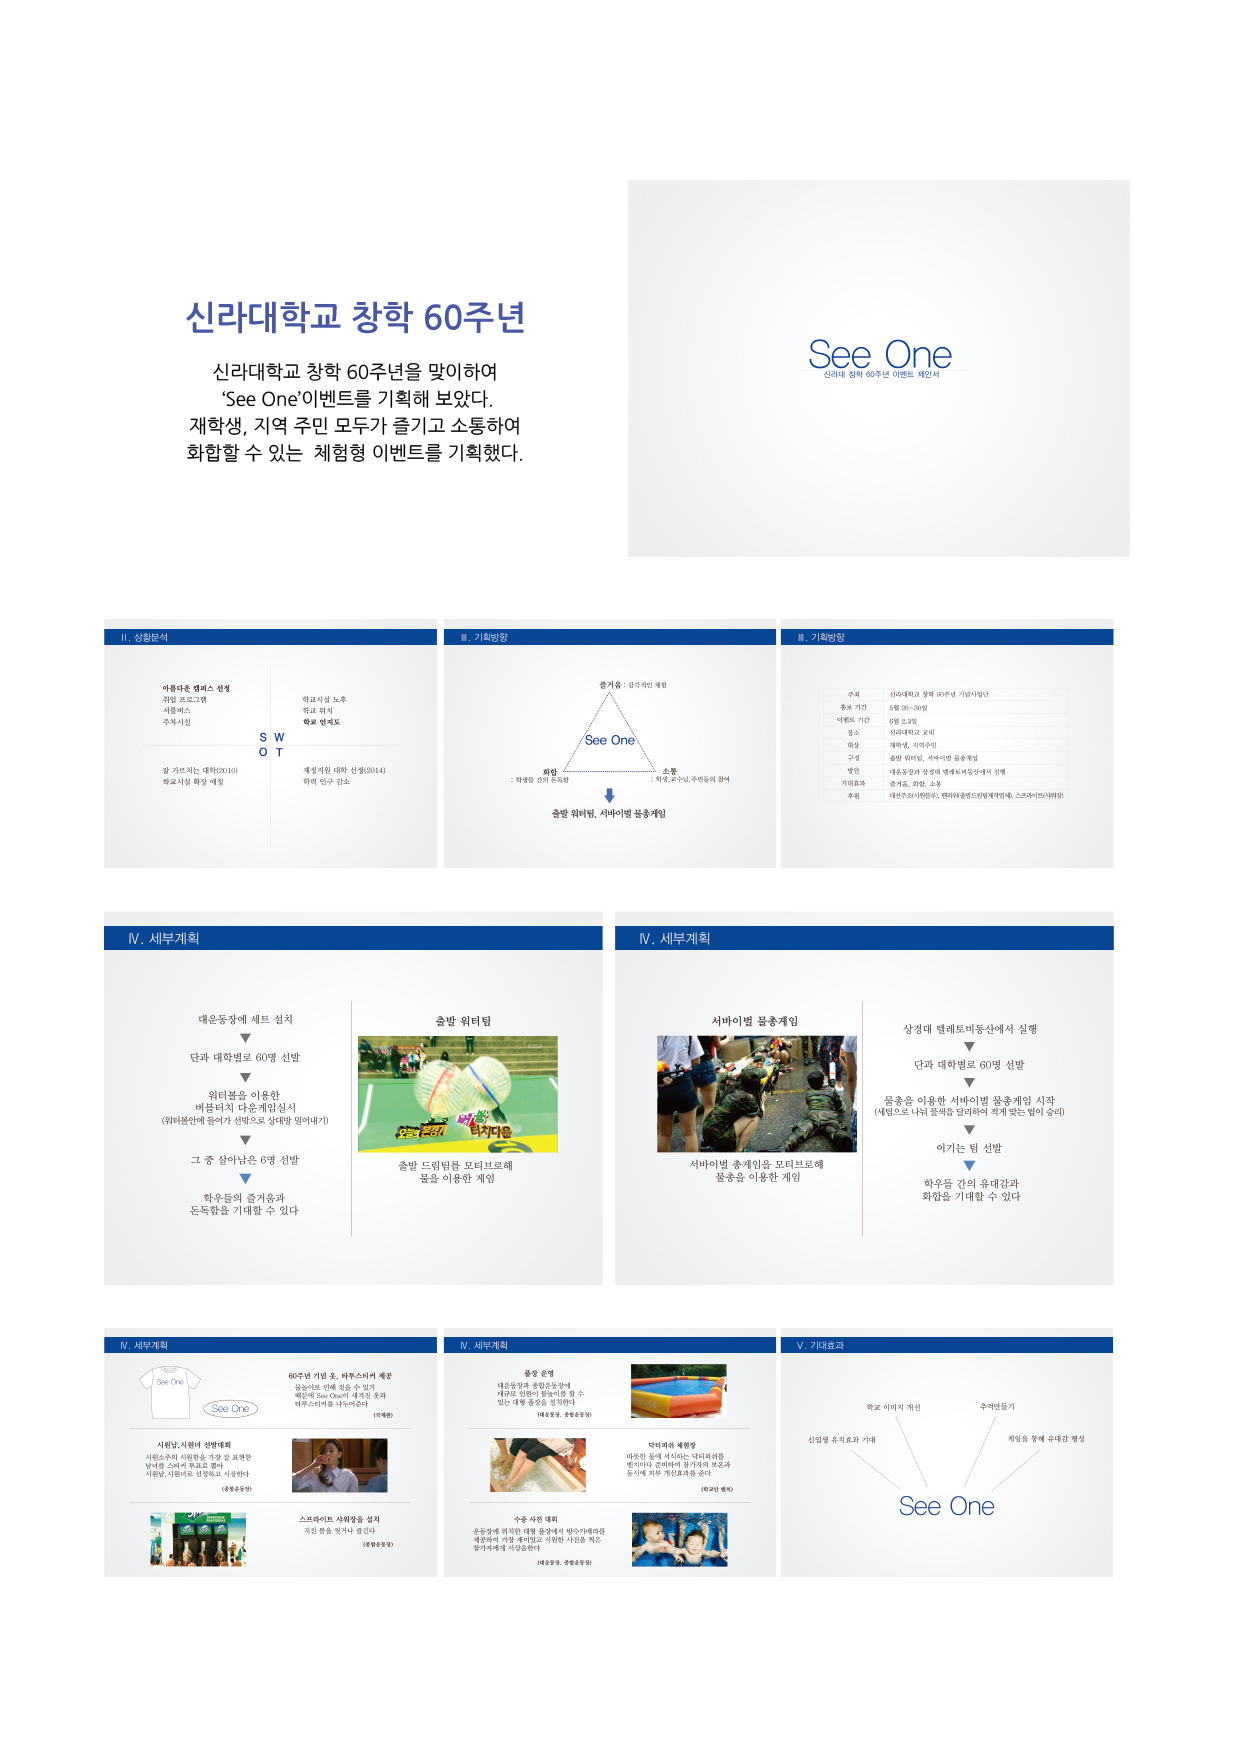 신라대학교 창학 60주년
신라대학교 창학 60주년을 맞이하여
‘See One’이벤트를 기획해 보았다.
재학생, 지역 주민 모두가 즐기고 소통하여
화합할 수 있는 체험형 이벤트를 기획했다.
See One
신라대 창학 60주년 이벤트 제안서
Ⅱ. 상황분석
아름다운 캠퍼스 선정
취업 프로그램
셔틀버스
주차시설
학교시설 노후
학교 위치
학교 인지도
S W
O T
잘 가르치는 대학(2010)
학교시설 확장 예정
재정지원 대학 선정(2014)
학력 인구 감소
Ⅲ. 기획방향
즐거움 : 감각적인 체험
See One
화합
: 학생들 간의 돈독함
소통
: 학생,교수님,주민들의 참여
출발 워터팀, 서바이벌 물총게임
Ⅲ. 기획방향
주최 신라대학교 창학 60주년 기념사업단
홍보 기간 5월 26~30일
이벤트 기간 6월 2,3일
장소 신라대학교 교내
대상 재학생, 지역주민
구성 출발 워터팀, 서바이벌 물총게임
방안 대운동장과 상경대 텔레토비동산에서 진행
기대효과 즐거움, 화합, 소통
후원 대선주조(시원블루), 벤타위(출발드림팀제작업체), 스프라이트(샤워장)
Ⅳ. 세부계획
대운동장에 세트 설치
단과 대학별로 60명 선발
워터볼을 이용한
버블터치 다운게임실시
(워터볼안에 들어가 선밖으로 상대방 밀어내기)
그 중 살아남은 6명 선발
학우들의 즐거움과
돈독함을 기대할 수 있다
출발 워터팀
터치다운
출발 드림팀를 모티브로해
물을 이용한 게임
Ⅳ. 세부계획
서바이벌 물총게임
서바이벌 총게임을 모티브로해
물총을 이용한 게임
상경대 텔레토비동산에서 실행
단과 대학별로 60명 선발
물총을 이용한 서바이벌 물총게임 시작
(세팀으로 나눠 물색을 달리하여 적게 맞는 팀이 승리)
이기는 팀 선발
학우들 간의 유대감과
화합을 기대할 수 있다
Ⅳ. 세부계획
See One
See One
60주년 기념 옷, 타투스티커 제공
물놀이로 인해 젖을 수 있기
때문에 See One이 새겨진 옷과
타투스티커를 나누어준다
(국제관)
시원남,시원녀 선발대회
시원소주의 시원함을 가장 잘 표현한
남녀를 스티커 투표로 뽑아
시원남,시원녀로 선정하고 시상한다
(종합운동장)
스프라이트 샤워장을 설치
지친 몸을 씻거나 즐긴다
(종합운동장)
Ⅳ. 세부계획
풀장 운영
대운동장과 종합운동장에
대규모 인원이 물놀이를 할 수
있는 대형 풀장을 설치한다
(대운동장, 종합운동장)
닥터피쉬 체험장
따뜻한 물에 서식하는 닥터피쉬를
벤치마다 준비하여 참가자의 보온과
동시에 피부 개선효과를 준다
(학교안 벤치)
수중 사진 대회
운동장에 위치한 대형 풀장에서 방수카메라를
제공하여 가장 재미있고 시원한 사진을 찍은
참가자에게 시상을한다
(대운동장, 종합운동장)
Ⅴ. 기대효과
학교 이미지 개선
추억만들기
신입생 유치효과 기대
게임을 통해 유대감 형성
See One